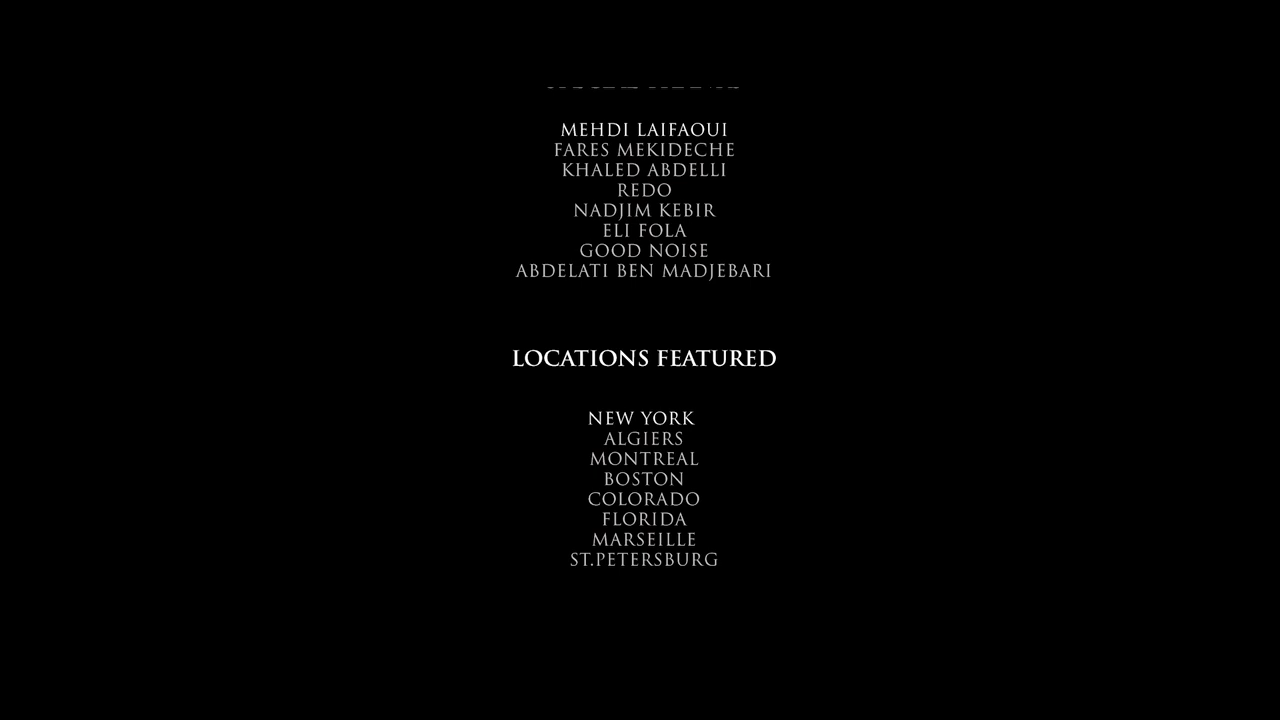 MEHDI LAIFAOUI
FARES MEKIDECHE
KHALED ABDELLI
REDO
NADJIM KEBIR
ELI FOLA
GOOD NOISE
ABDELATI BEN MADJEBARI
LOCATIONS FEATURED
NEW YORK
ALGIERS
MONTREAL
BOSTON
COLORADO
FLORIDA
MARSEILLE
ST.PETERSBURG